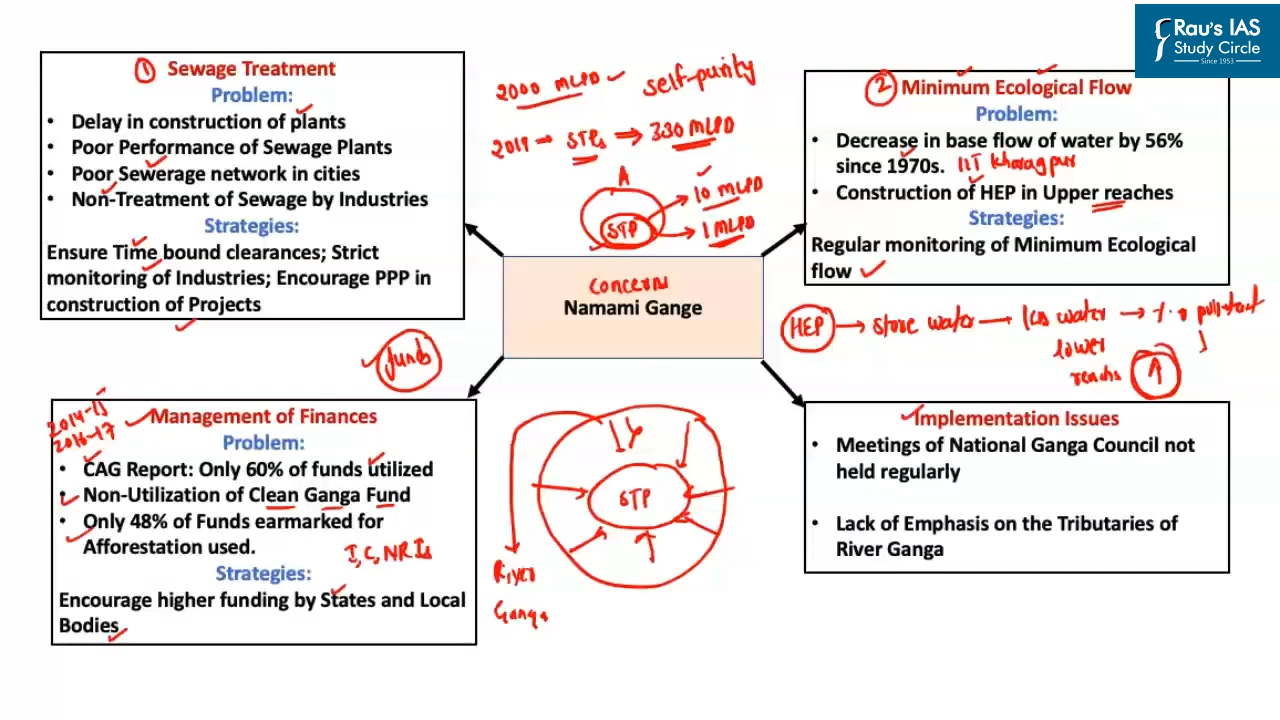 Rau's IAS
Study Circle
Since 1953
1 Sewage Treatment
Problem:
• Delay in construction of plants
• Poor Performance of Sewage Plants
• Poor Sewerage network in cities
• Non-Treatment of Sewage by Industries
Strategies:
Ensure Time bound clearances; Strict
monitoring of Industries; Encourage PPP in
construction of Projects
2000 MLPD self-purity
2019 → STPs ⇒ 330 MLPD
A
10 MLPD
STP
1 MLPD
2 Minimum Ecological Flow
Problem:
• Decrease in base flow of water by 56%
since 1970s. IIT Kharagpur
• Construction of HEP in Upper reaches
Strategies:
Regular monitoring of Minimum Ecological
flow
Concerns
Namami Gange
HEP → store water → less water →
lower
reaches ↑
funds
2014-15
2016-17
Management of Finances
Problem:
• CAG Report: Only 60% of funds utilized
• Non-Utilization of Clean Ganga Fund
• Only 48% of Funds earmarked for
Afforestation used.
I, C, NRIs
Strategies:
Encourage higher funding by States and Local
Bodies
STP
River
Ganga
Implementation Issues
• Meetings of National Ganga Council not
held regularly
• Lack of Emphasis on the Tributaries of
River Ganga